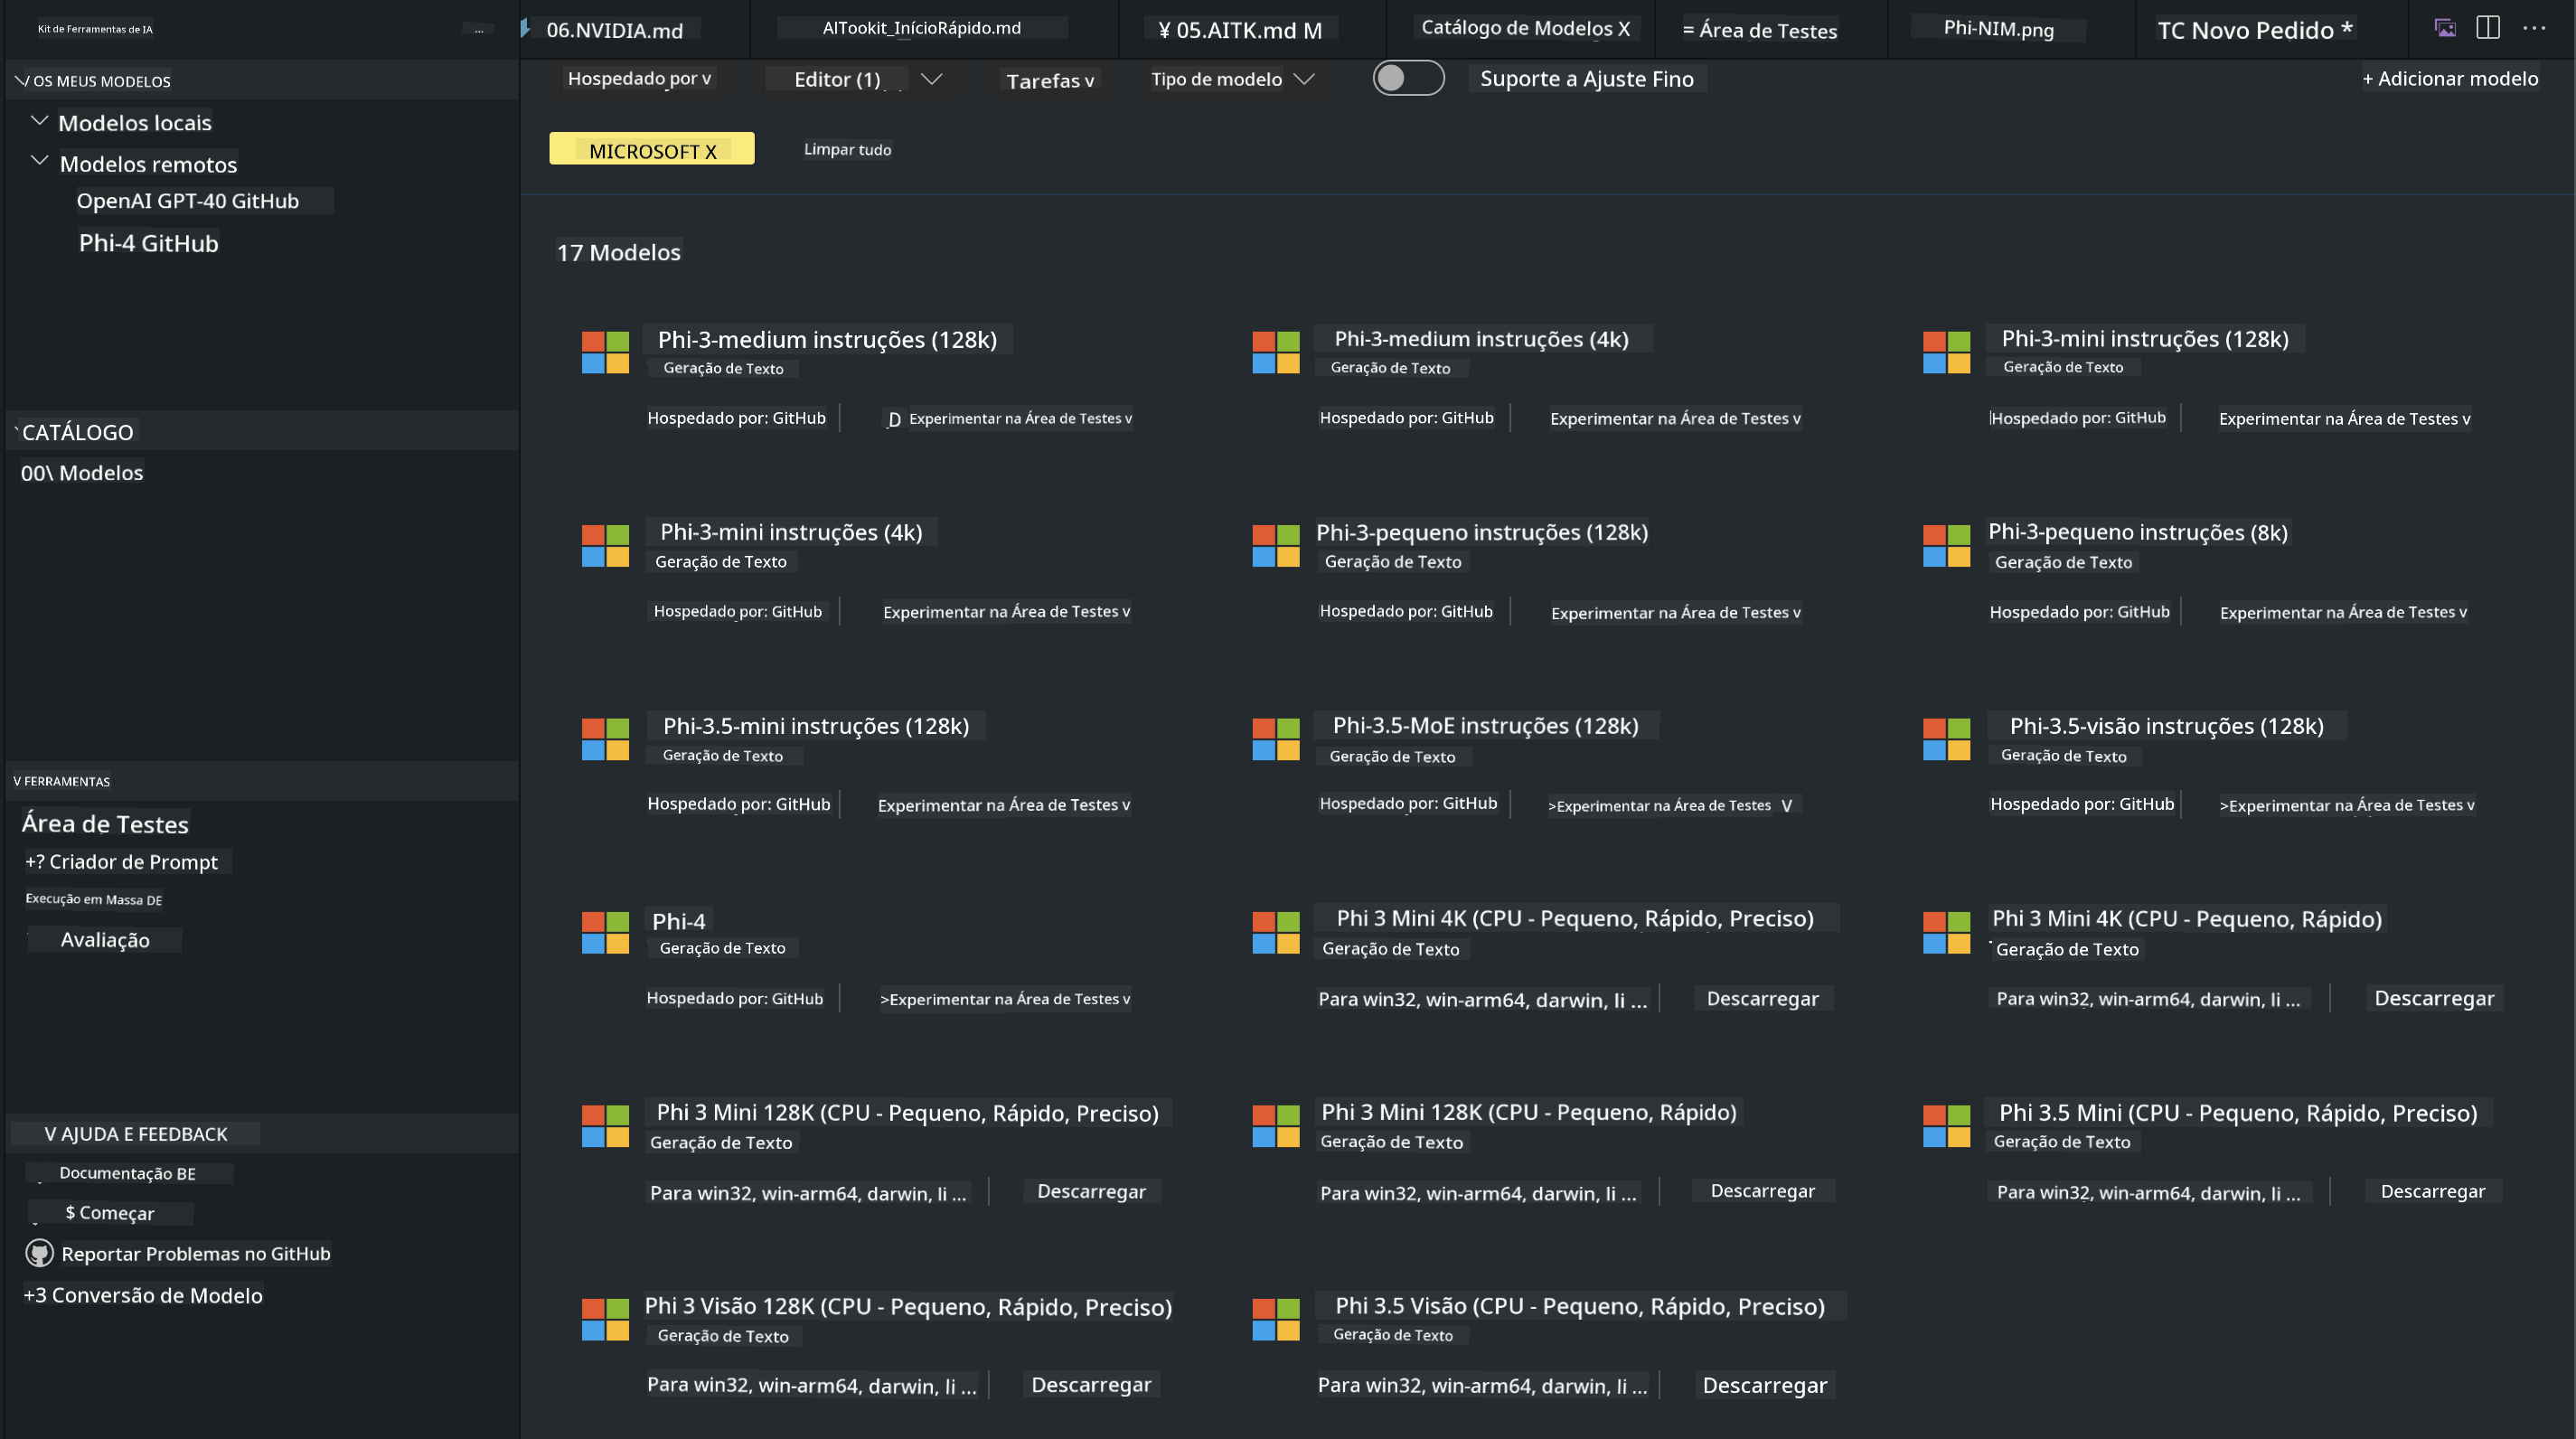 Kit de Ferramentas de IA
...
06.NVIDIA.md
AITookit_InícioRápido.md
¥ 05.AITK.md M
Catálogo de Modelos X
= Área de Testes
Phi-NIM.png
TC Novo Pedido *
V OS MEUS MODELOS
Modelos locais
Modelos remotos
OpenAI GPT-40 GitHub
Phi-4 GitHub
CATÁLOGO
00\ Modelos
V FERRAMENTAS
Área de Testes
+? Criador de Prompt
Execução em Massa DE
Avaliação
V AJUDA E FEEDBACK
Documentação BE
$ Começar
Reportar Problemas no GitHub
+3 Conversão de Modelo
Hospedado por v
Editor (1)
Tarefas v
Tipo de modelo
Suporte a Ajuste Fino
+ Adicionar modelo
MICROSOFT X
Limpar tudo
17 Modelos
Phi-3-medium instruções (128k)
Geração de Texto
Hospedado por: GitHub
D Experimentar na Área de Testes v
Phi-3-medium instruções (4k)
Geração de Texto
Hospedado por: GitHub
Experimentar na Área de Testes v
Phi-3-mini instruções (128k)
Geração de Texto
Hospedado por: GitHub
Experimentar na Área de Testes v
Phi-3-mini instruções (4k)
Geração de Texto
Hospedado por: GitHub
Experimentar na Área de Testes v
Phi-3-pequeno instruções (128k)
Geração de Texto
Hospedado por: GitHub
Experimentar na Área de Testes v
Phi-3-pequeno instruções (8k)
Geração de Texto
Hospedado por: GitHub
Experimentar na Área de Testes v
Phi-3.5-mini instruções (128k)
Geração de Texto
Hospedado por: GitHub
Experimentar na Área de Testes v
Phi-3.5-MoE instruções (128k)
Geração de Texto
Hospedado por: GitHub
>Experimentar na Área de Testes V
Phi-3.5-visão instruções (128k)
Geração de Texto
Hospedado por: GitHub
>Experimentar na Área de Testes v
Phi-4
Geração de Texto
Hospedado por: GitHub
>Experimentar na Área de Testes v
Phi 3 Mini 4K (CPU - Pequeno, Rápido, Preciso)
Geração de Texto
Para win32, win-arm64, darwin, li ...
Descarregar
Phi 3 Mini 4K (CPU - Pequeno, Rápido)
Geração de Texto
Para win32, win-arm64, darwin, li ...
Descarregar
Phi 3 Mini 128K (CPU - Pequeno, Rápido, Preciso)
Geração de Texto
Para win32, win-arm64, darwin, li ...
Descarregar
Phi 3 Mini 128K (CPU - Pequeno, Rápido)
Geração de Texto
Para win32, win-arm64, darwin, li ...
Descarregar
Phi 3.5 Mini (CPU - Pequeno, Rápido, Preciso)
Geração de Texto
Para win32, win-arm64, darwin, li ...
Descarregar
Phi 3 Visão 128K (CPU - Pequeno, Rápido, Preciso)
Geração de Texto
Para win32, win-arm64, darwin, li ...
Descarregar
Phi 3.5 Visão (CPU - Pequeno, Rápido, Preciso)
Geração de Texto
Para win32, win-arm64, darwin, li ...
Descarregar